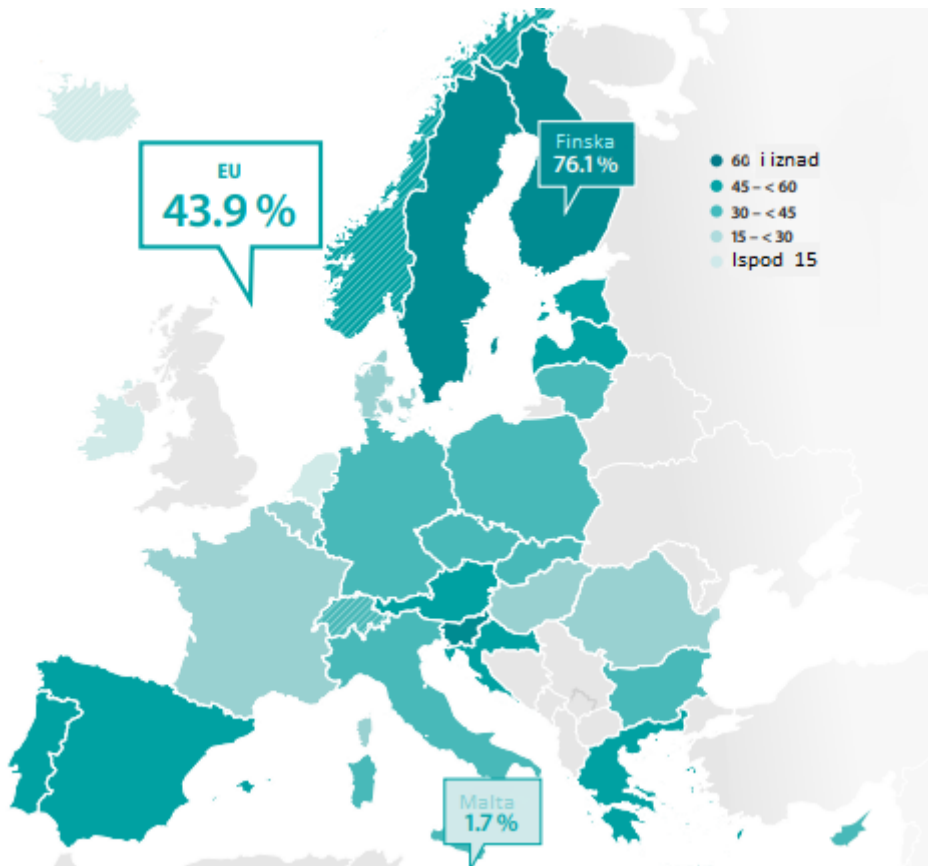 EU
43.9 %
Finska
76.1 %
60 i iznad
45 – < 60
30 – < 45
15 – < 30
Ispod 15
Malta
1.7 %